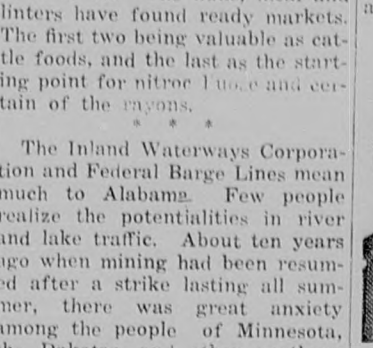 linters have found ready markets.
The first two being valuable as cat-
tle foods, and the last as the start-
ing point for and cer-
tain of the rayons.
* * *
The Inland Waterways Corpora-
tion and Federal Barge Lines mean
much to Alabama. Few people
realize the potentialities in river
and lake traffic. About ten years
ago when mining had been resum-
ed after a strike lasting all sum-
mer, there was great anxiety
among the people of Minnesota,